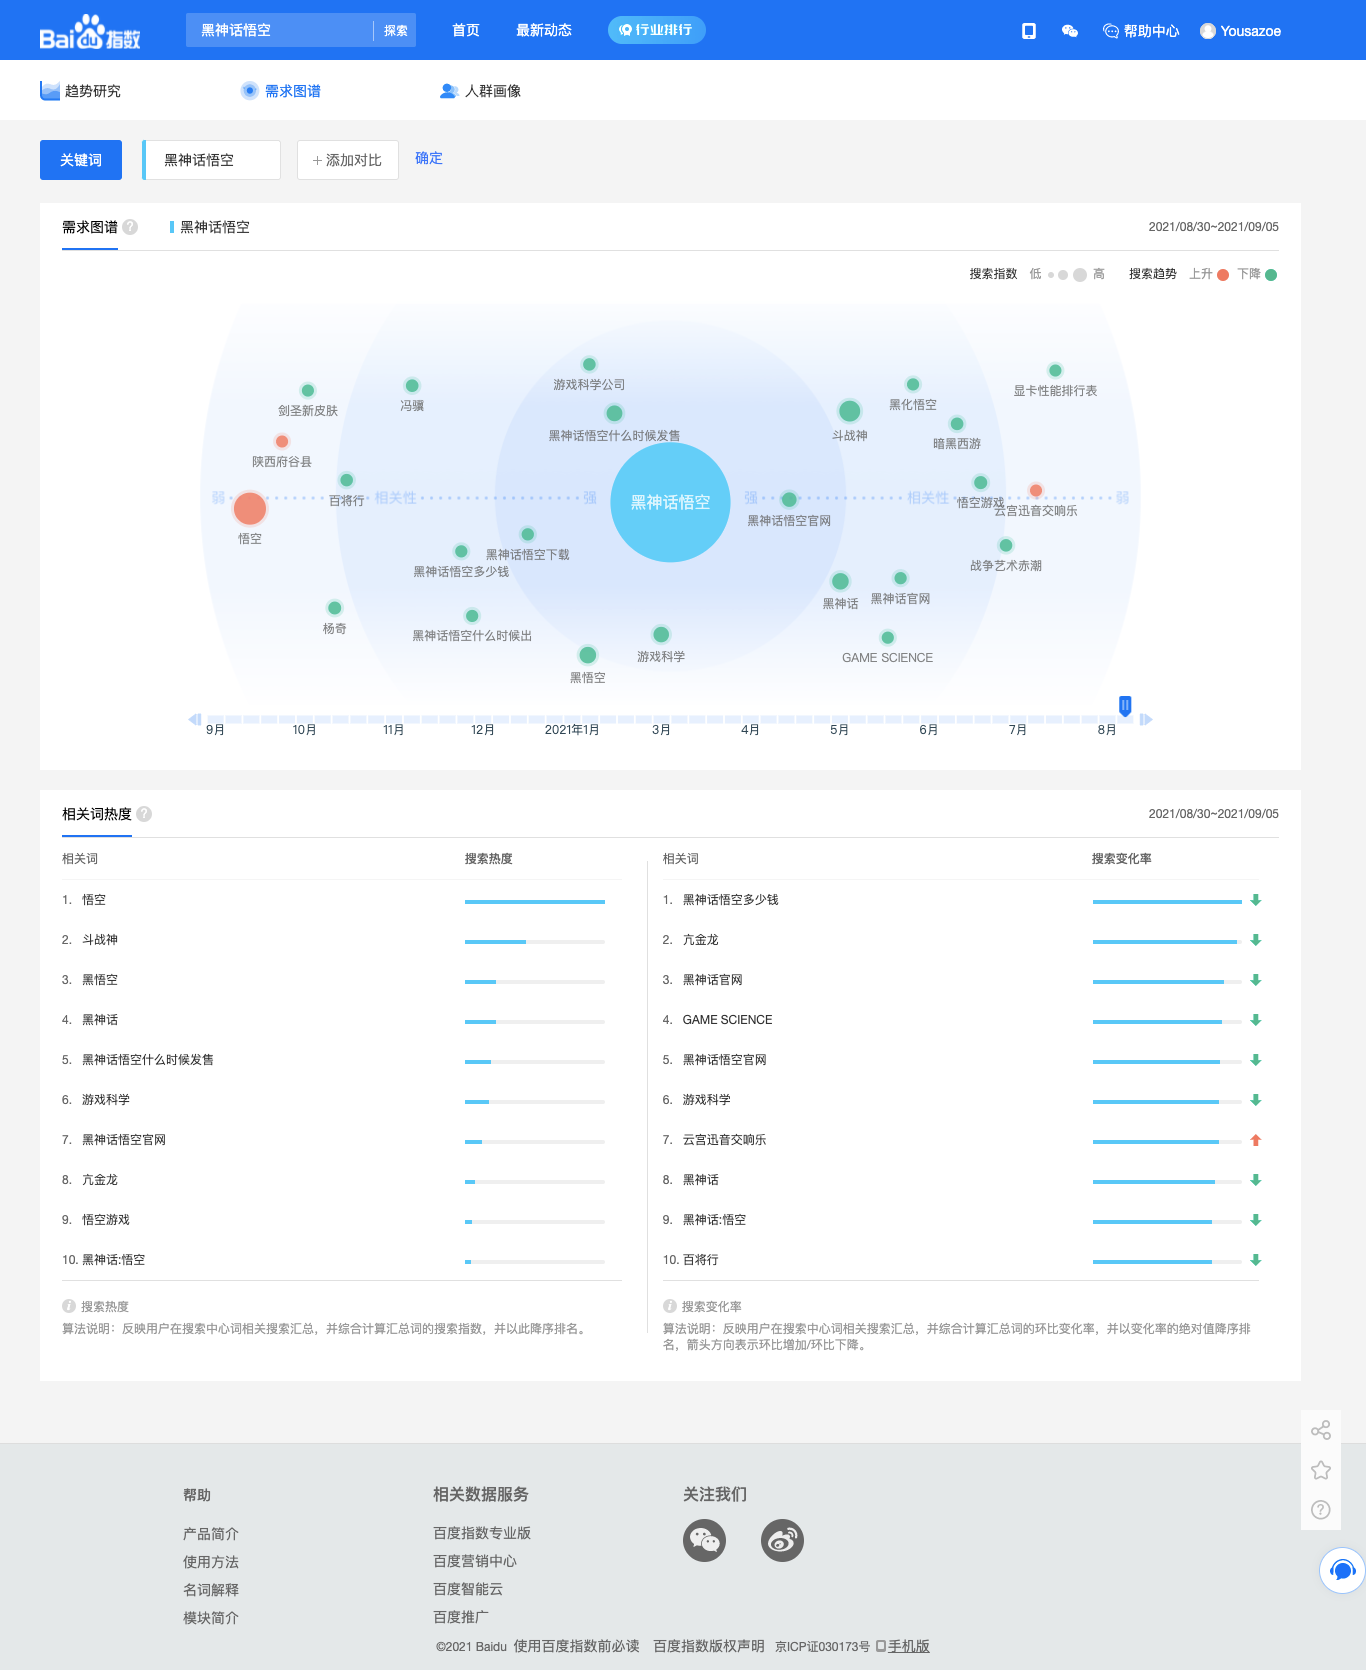 Baidu指数
黑神话悟空
探索
首页
最新动态
行业排行
帮助中心
Yousazoe
趋势研究
需求图谱
人群画像
关键词
黑神话悟空
+ 添加对比
确定
需求图谱 ?
黑神话悟空
2021/08/30~2021/09/05
搜索指数 低 高 搜索趋势 上升 下降
游戏科学公司
显卡性能排行表
剑圣新皮肤
冯骥
黑化悟空
黑神话悟空什么时候发售
斗战神
暗黑西游
陕西府谷县
百将行
弱 相关性 强
黑神话悟空
强 相关性 弱
悟空游戏
云宫迅音交响乐
黑神话悟空官网
悟空
黑神话悟空下载
黑神话悟空多少钱
战争艺术赤潮
黑神话
黑神话官网
杨奇
黑神话悟空什么时候出
游戏科学
GAME SCIENCE
黑悟空
9月 10月 11月 12月 2021年1月 3月 4月 5月 6月 7月 8月
相关词热度 ?
2021/08/30~2021/09/05
相关词 搜索热度
1. 悟空
2. 斗战神
3. 黑悟空
4. 黑神话
5. 黑神话悟空什么时候发售
6. 游戏科学
7. 黑神话悟空官网
8. 亢金龙
9. 悟空游戏
10. 黑神话:悟空
搜索热度
算法说明：反映用户在搜索中心词相关搜索汇总，并综合计算汇总词的搜索指数，并以此降序排名。
相关词 搜索变化率
1. 黑神话悟空多少钱
2. 亢金龙
3. 黑神话官网
4. GAME SCIENCE
5. 黑神话悟空官网
6. 游戏科学
7. 云宫迅音交响乐
8. 黑神话
9. 黑神话:悟空
10. 百将行
搜索变化率
算法说明：反映用户在搜索中心词相关搜索汇总，并综合计算汇总词的环比变化率，并以变化率的绝对值降序排
名，箭头方向表示环比增加/环比下降。
帮助
产品简介
使用方法
名词解释
模块简介
相关数据服务
百度指数专业版
百度营销中心
百度智能云
百度推广
关注我们
©2021 Baidu 使用百度指数前必读 百度指数版权声明 京ICP证030173号 手机版